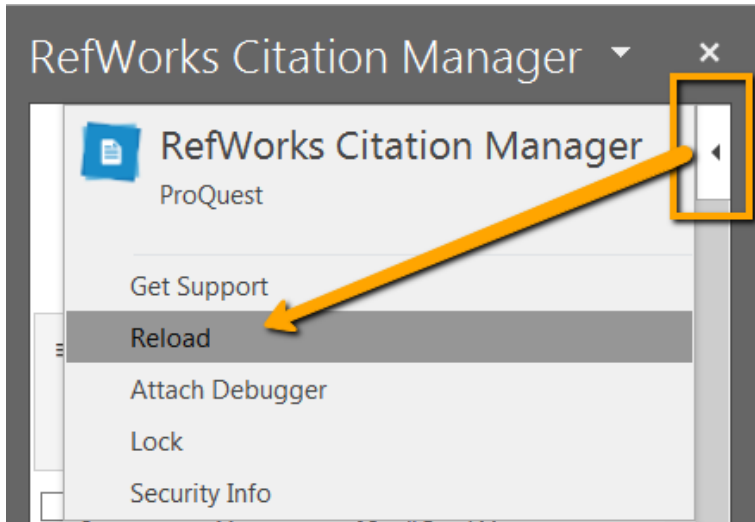 RefWorks Citation Manager
RefWorks Citation Manager
ProQuest
Get Support
Reload
Attach Debugger
Lock
Security Info